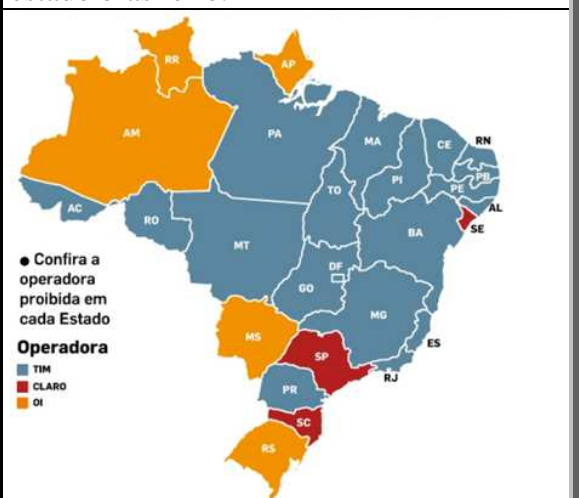 RR
AP
AM
PA
MA
CE
RN
PB
PE
PI
TO
AL
AC
RO
SE
BA
MT
DF
GO
MG
● Confira a
operadora
proibida em
cada Estado
Operadora
TIM
CLARO
OI
MS
ES
SP
RJ
PR
SC
RS